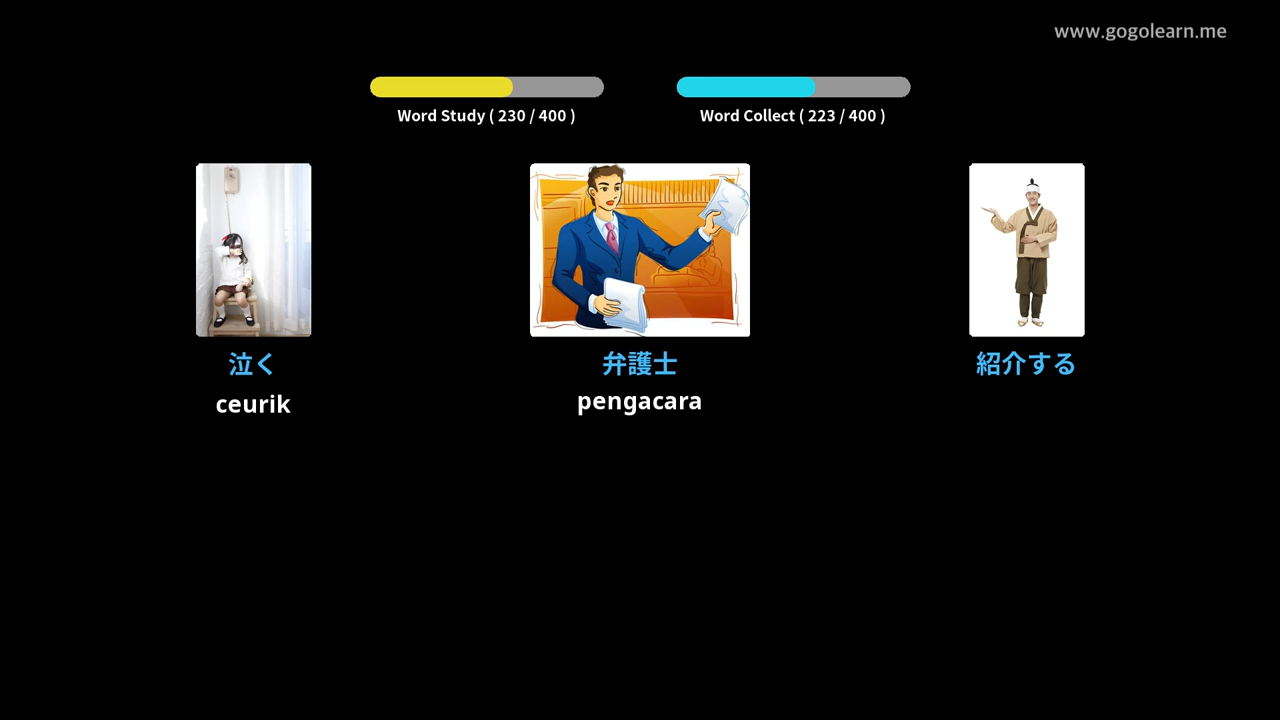 www.gogolearn.me
Word Study ( 230 / 400 )
Word Collect ( 223 / 400 )
泣く
ceurik
弁護士
pengacara
紹介する